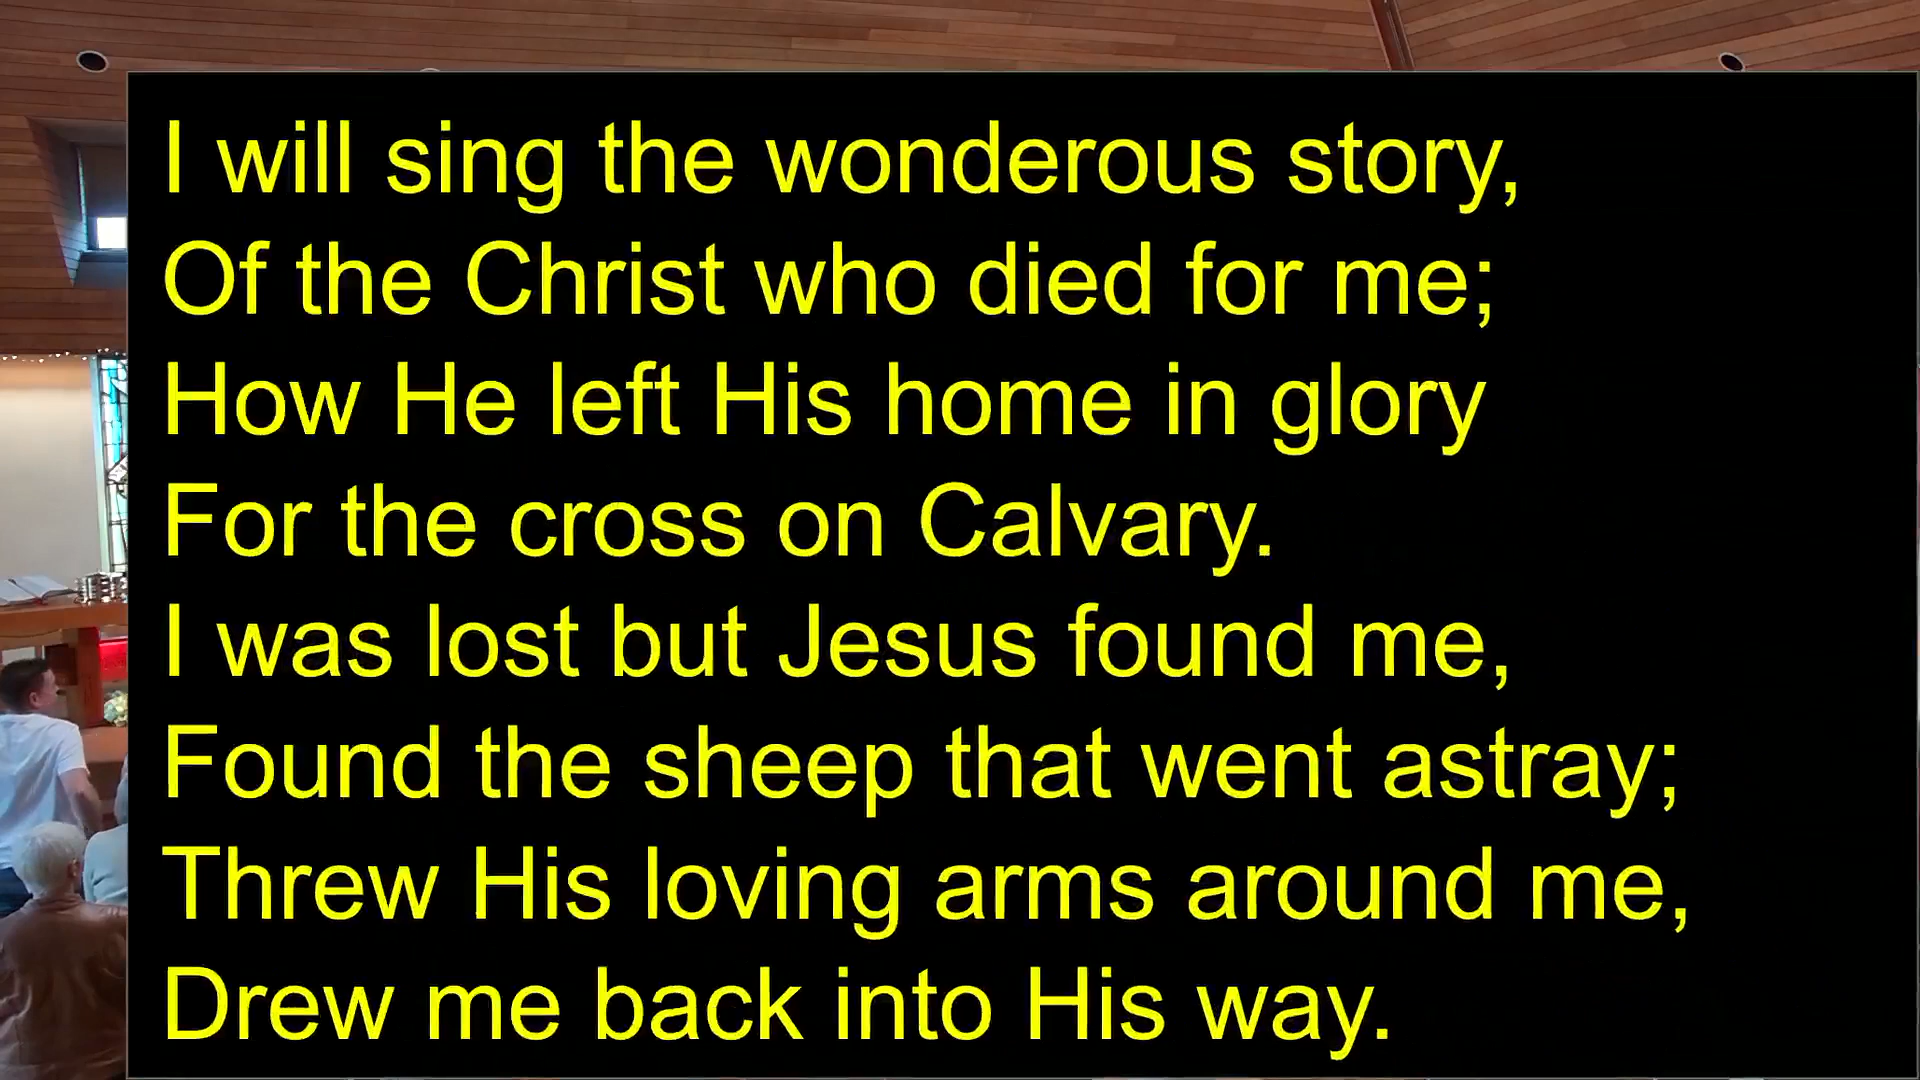 I will sing the wonderous story,
Of the Christ who died for me;
How He left His home in glory
For the cross on Calvary.
I was lost but Jesus found me,
Found the sheep that went astray;
Threw His loving arms around me,
Drew me back into His way.